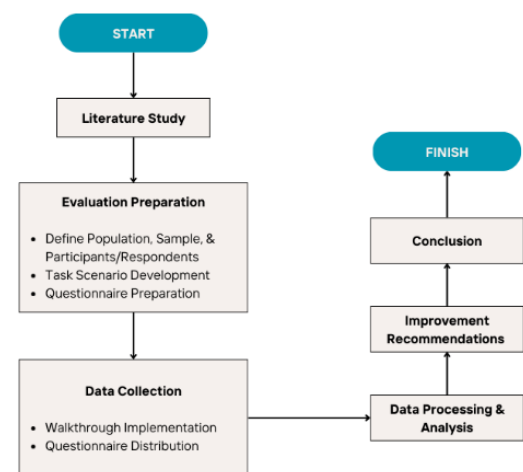 START
Literature Study
Evaluation Preparation
• Define Population, Sample, &
Participants/Respondents
• Task Scenario Development
• Questionnaire Preparation
Data Collection
• Walkthrough Implementation
• Questionnaire Distribution
Data Processing &
Analysis
Improvement
Recommendations
Conclusion
FINISH